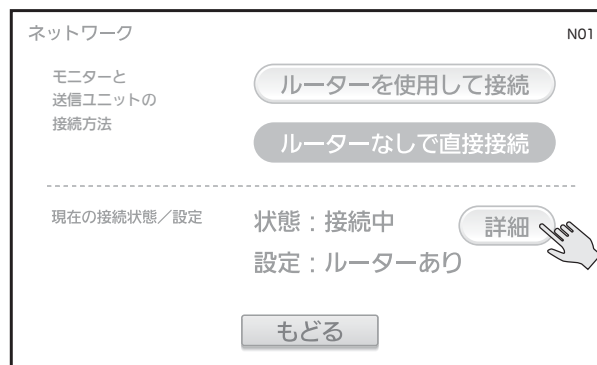 ネットワーク
N01
モニターと
送信ユニットの
接続方法
ルーターを使用して接続
ルーターなしで直接接続
現在の接続状態／設定
状態：接続中
詳細
設定：ルーターあり
もどる